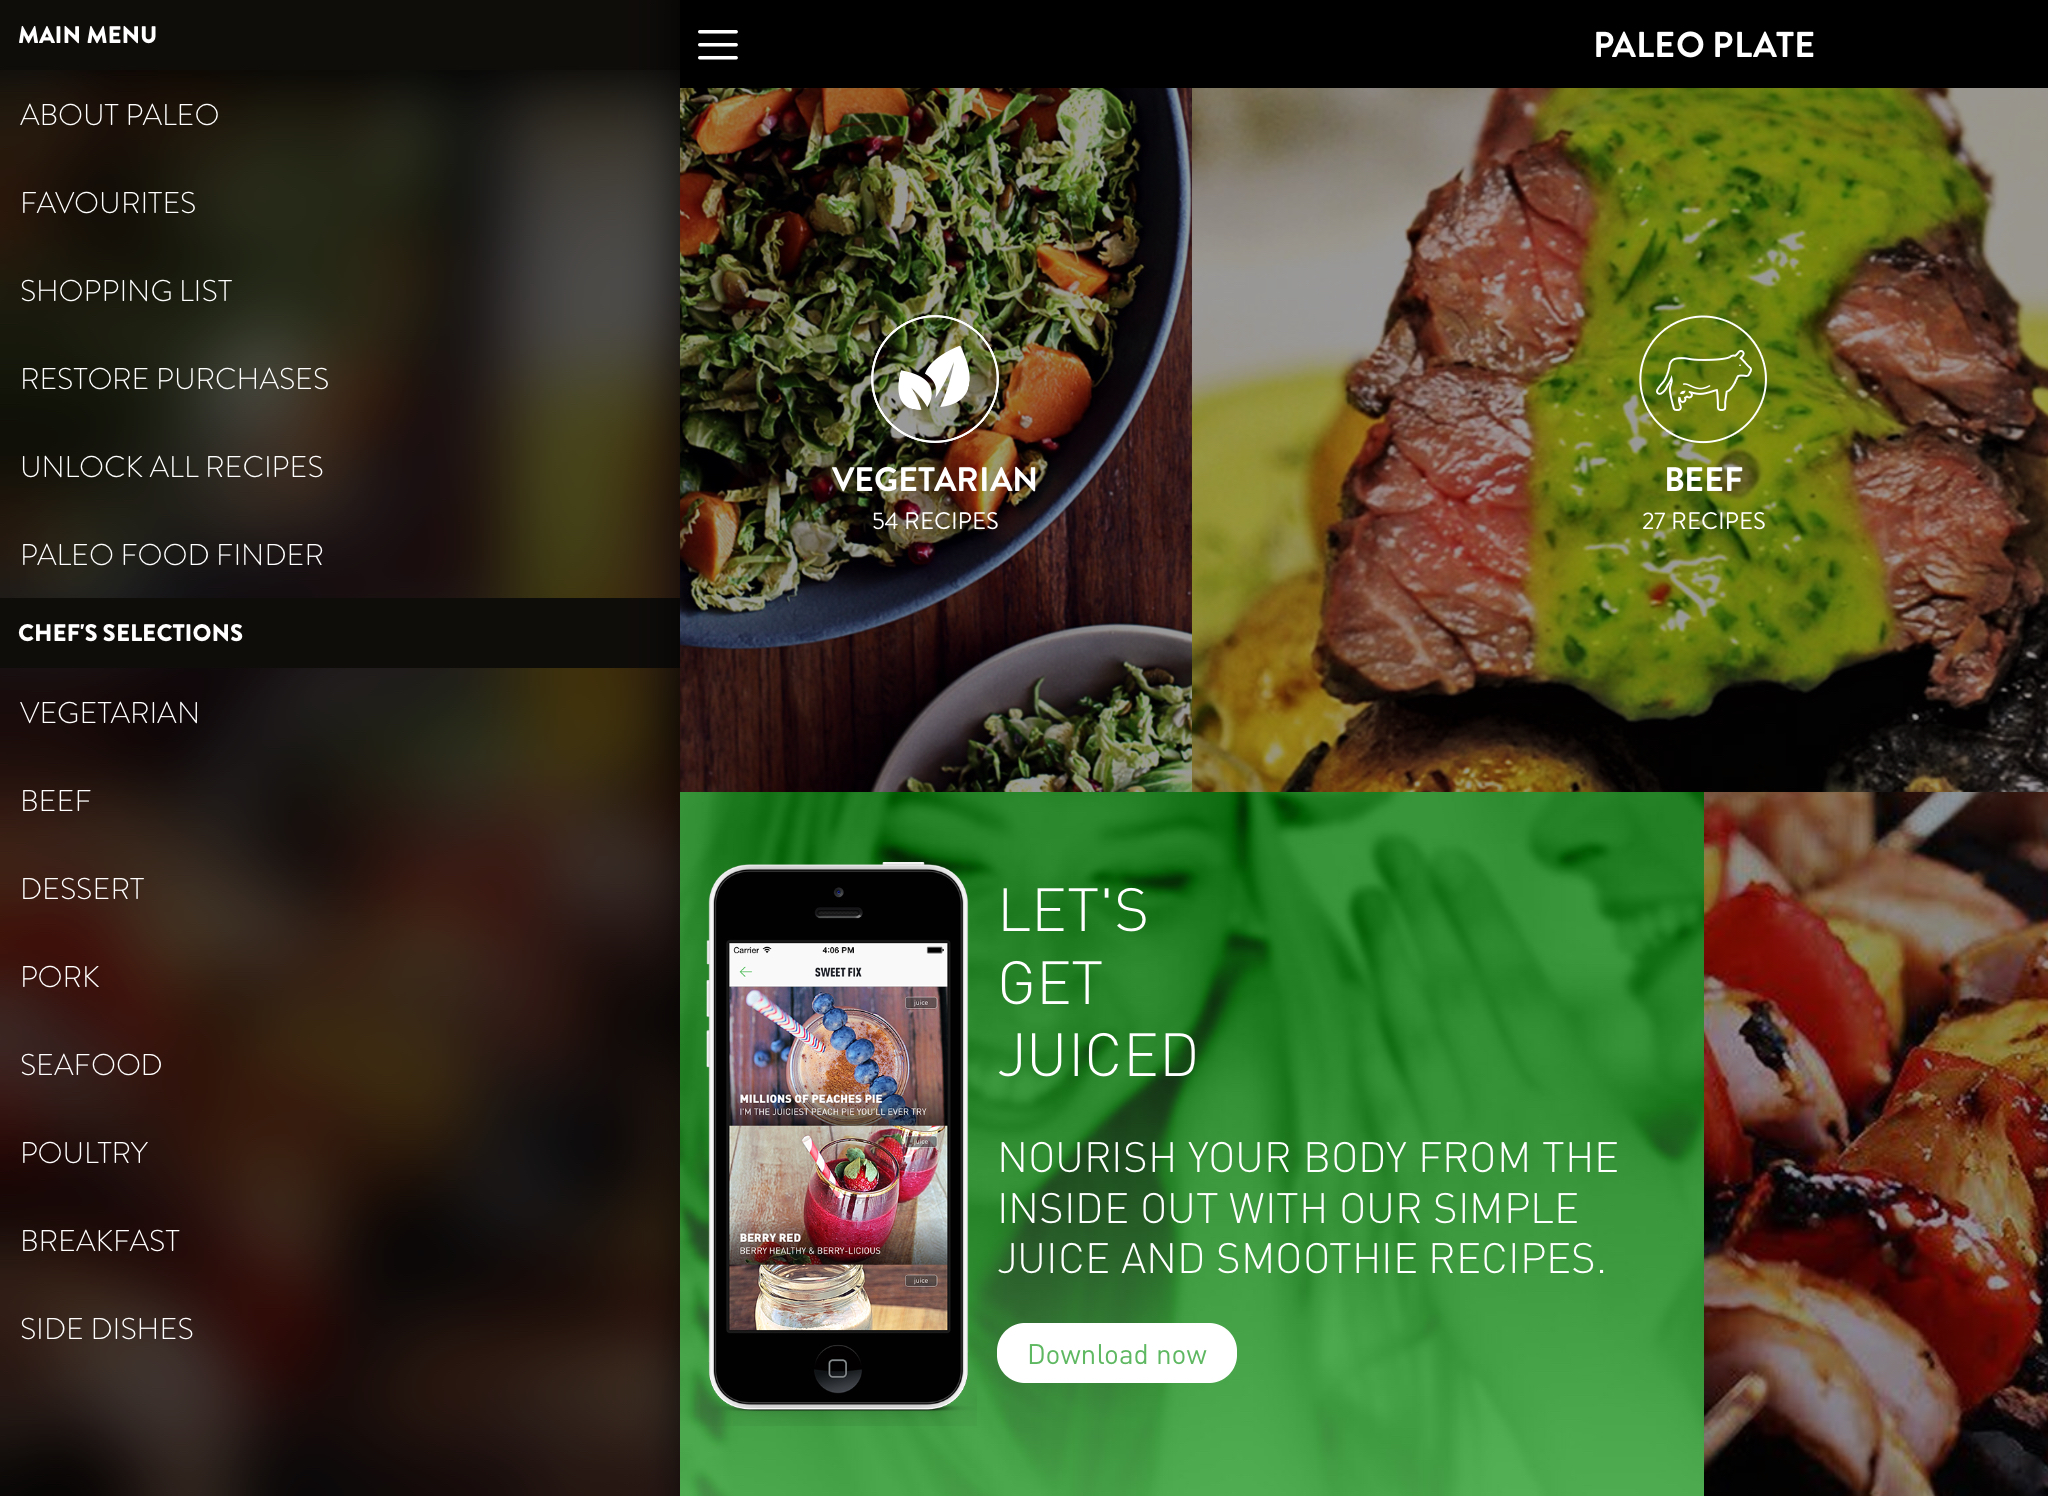 MAIN MENU
ABOUT PALEO
FAVOURITES
SHOPPING LIST
RESTORE PURCHASES
UNLOCK ALL RECIPES
PALEO FOOD FINDER
CHEF'S SELECTIONS
VEGETARIAN
BEEF
DESSERT
PORK
SEAFOOD
POULTRY
BREAKFAST
SIDE DISHES
PALEO PLATE
VEGETARIAN
54 RECIPES
BEEF
27 RECIPES
Carrier 4:06 PM
SWEET FIX
juice
MILLIONS OF PEACHES PIE
I'M THE JUICIEST PEACH PIE YOU'LL EVER TRY
juice
BERRY RED
BERRY HEALTHY & BERRY-LICIOUS
juice
LET'S
GET
JUICED
NOURISH YOUR BODY FROM THE
INSIDE OUT WITH OUR SIMPLE
JUICE AND SMOOTHIE RECIPES.
Download now